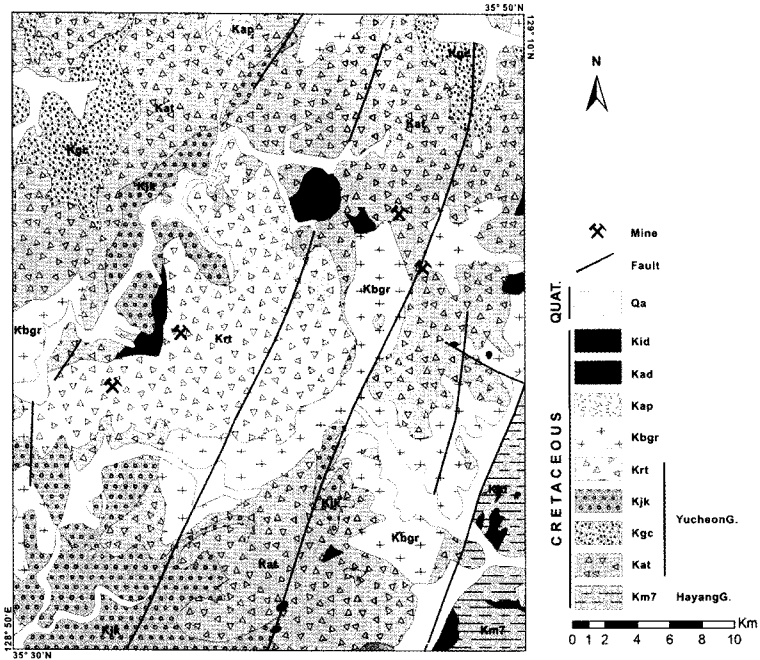 35° 50'N
129° 10'E
Kap
Kgc
Kat
Kat
Kgc
Kjk
Kbgr
Kbgr
Krt
Kjk
Kbgr
Kat
Kjk
Km7
128° 50'E
35° 30'N
N
Mine
Fault
QUAT.
Qa
CRETACEOUS
Kid
Kad
Kap
Kbgr
Krt
Kjk
Kgc
Kat
Km7
YucheonG.
HayangG.
0 1 2 4 6 8 10 Km